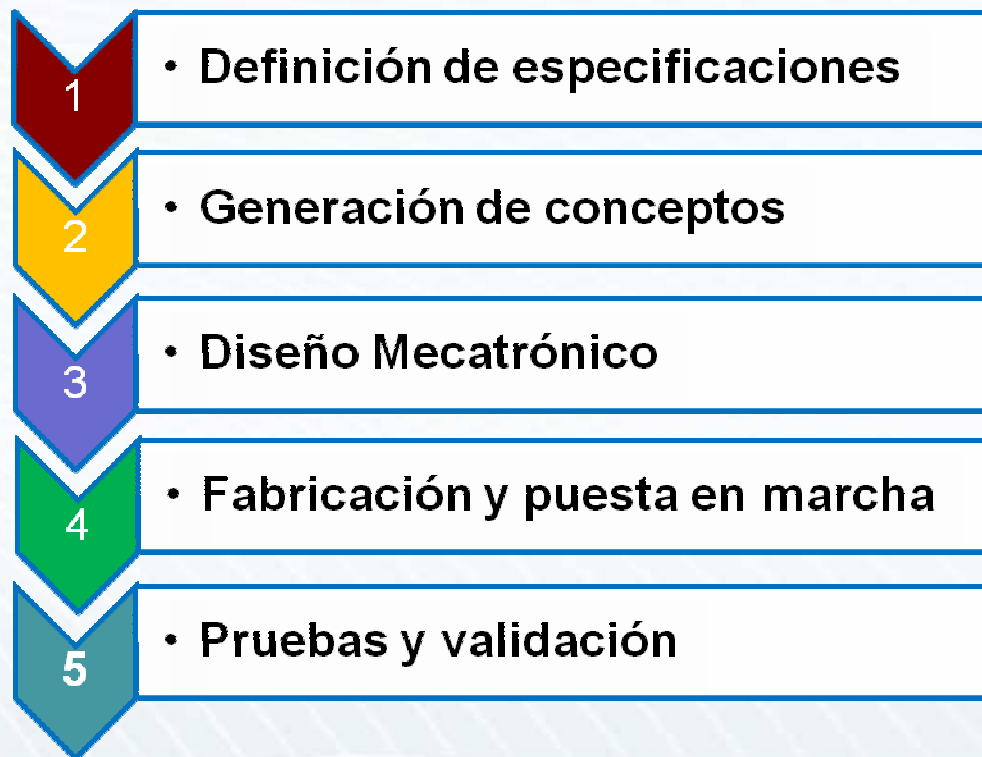 1
• Definición de especificaciones
2
• Generación de conceptos
3
• Diseño Mecatrónico
4
• Fabricación y puesta en marcha
5
• Pruebas y validación